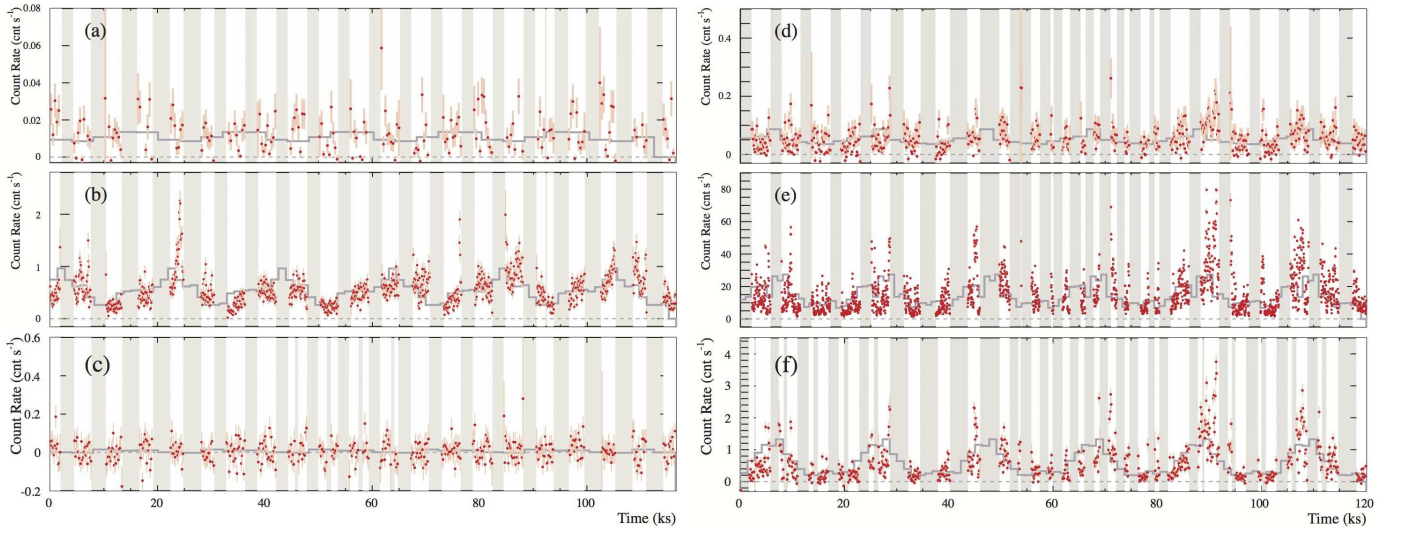 Count Rate (cnt s⁻¹)
0.08
0.06
0.04
0.02
0
(a)
Count Rate (cnt s⁻¹)
2
1
0
(b)
Count Rate (cnt s⁻¹)
0.6
0.4
0.2
0
-0.2
(c)
0 20 40 60 80 100
Time (ks)
Count Rate (cnt s⁻¹)
0.4
0.2
0
(d)
Count Rate (cnt s⁻¹)
80
60
40
20
0
(e)
Count Rate (cnt s⁻¹)
4
3
2
1
0
(f)
0 20 40 60 80 100 120
Time (ks)